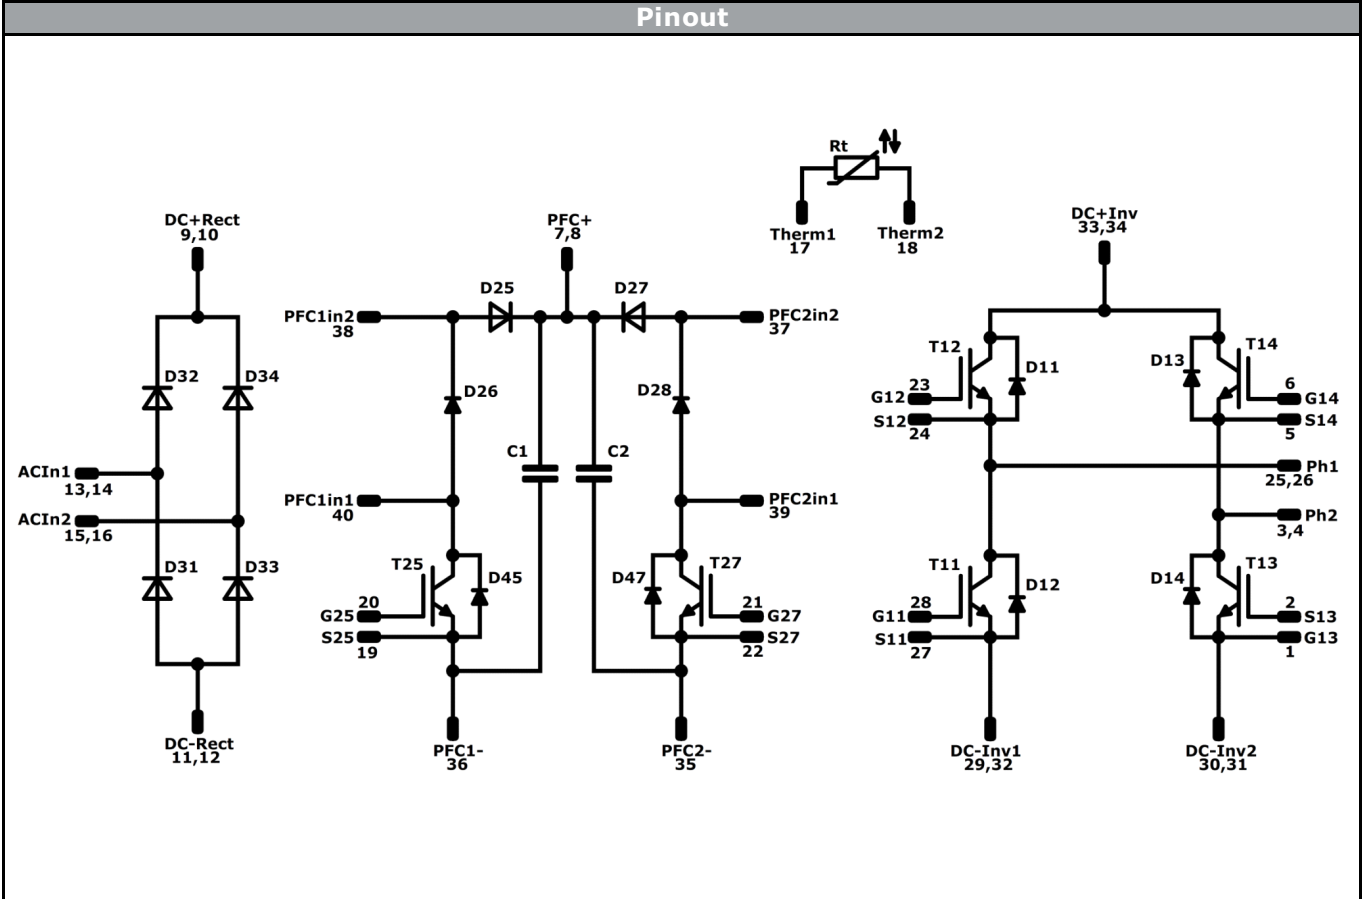 Pinout
Rt
DC+Rect
9,10
PFC+
7,8
Therm1
17
Therm2
18
DC+Inv
33,34
D25
D27
PFC1in2
38
PFC2in2
37
D32
D34
D26
D28
T12
D11
D13
T14
23
G12
S12
24
6
G14
S14
5
C1
C2
ACIn1
13,14
Ph1
25,26
PFC1in1
40
PFC2in1
39
ACIn2
15,16
Ph2
3,4
D31
D33
T25
D45
D47
T27
T11
D12
D14
T13
20
G25
S25
19
21
G27
S27
22
28
G11
S11
27
2
S13
G13
1
DC-Rect
11,12
PFC1-
36
PFC2-
35
DC-Inv1
29,32
DC-Inv2
30,31